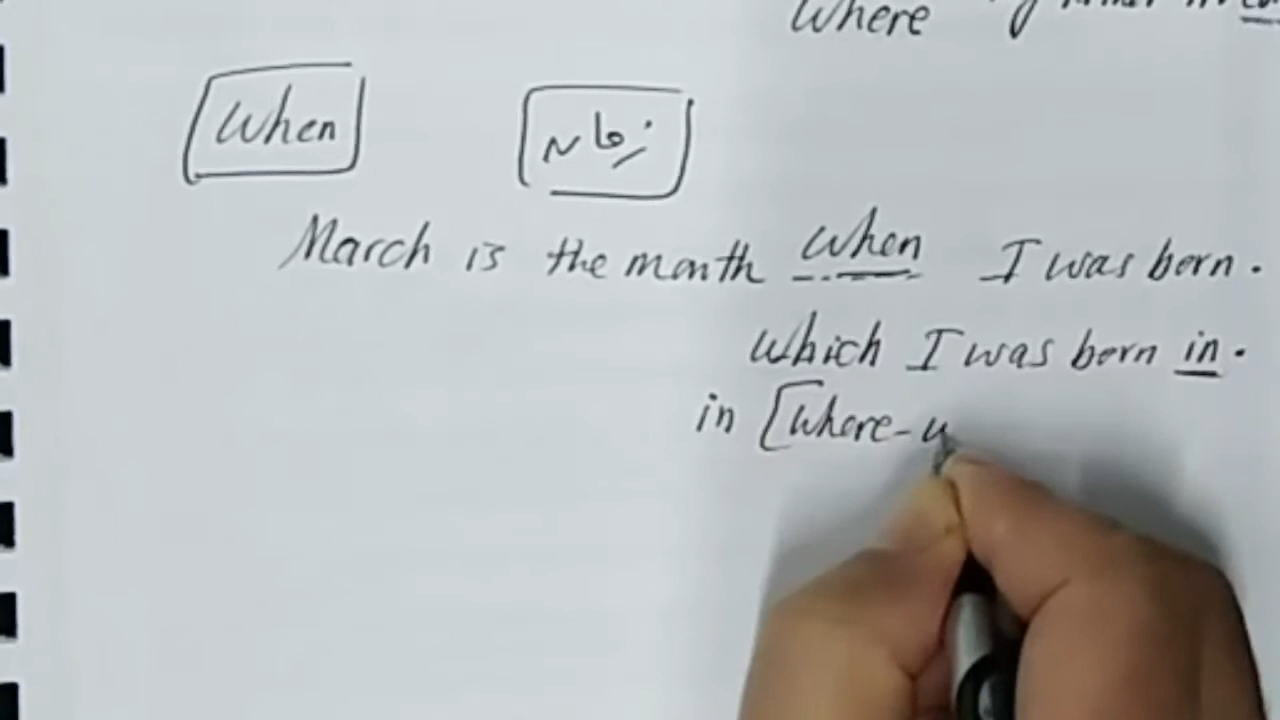 Where
When زمان
March is the month when I was born.
Which I was born in.
in [Where-